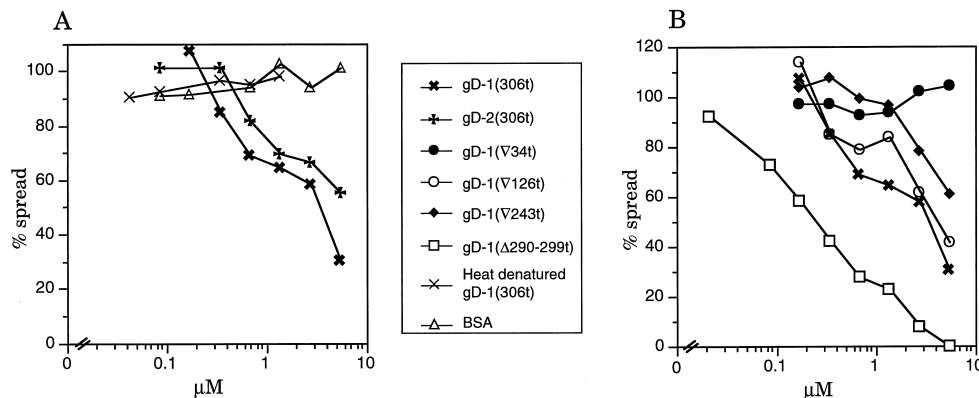 A
100
80
60
40
20
0
% spread
0
0.1
1
10
μM
gD-1(306t)
gD-2(306t)
gD-1(∇34t)
gD-1(∇126t)
gD-1(∇243t)
gD-1(Δ290-299t)
Heat denatured
gD-1(306t)
BSA
B
120
100
80
60
40
20
0
% spread
0
0.1
1
10
μM